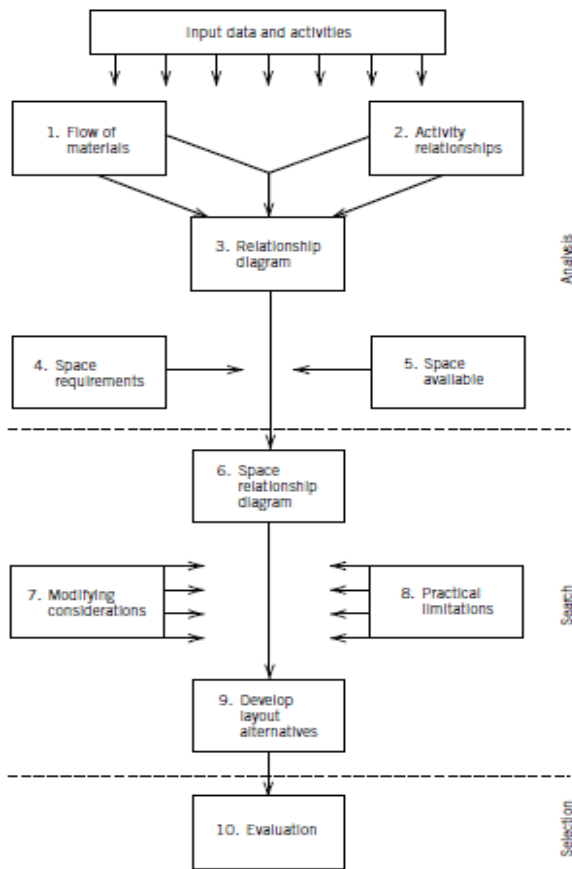 Input data and activities
1. Flow of
materials
2. Activity
relationships
3. Relationship
diagram
Analysis
4. Space
requirements
5. Space
available
6. Space
relationship
diagram
7. Modifying
considerations
8. Practical
limitations
Search
9. Develop
layout
alternatives
10. Evaluation
Selection